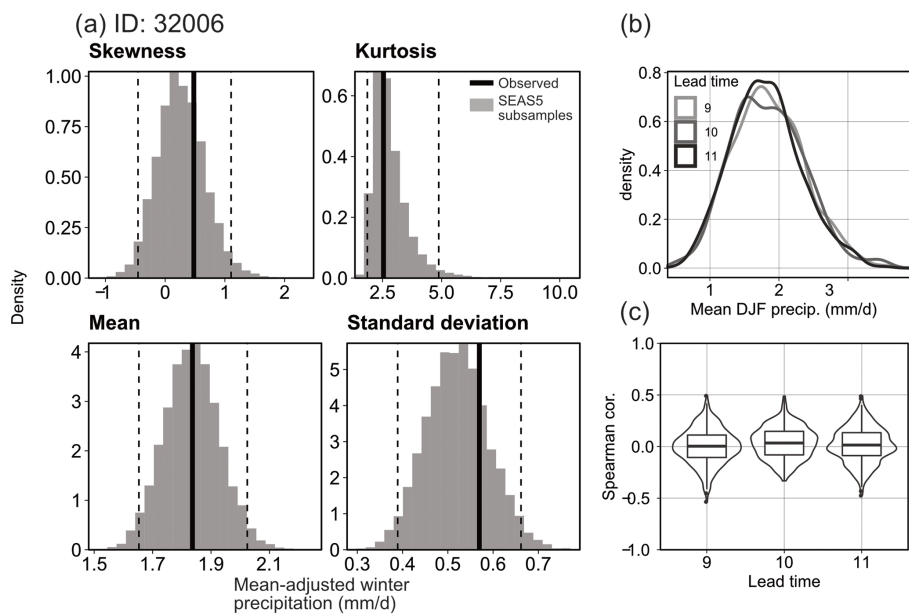 (a) ID: 32006
Skewness
1.00
0.75
0.50
0.25
0.00
−1 0 1 2
Kurtosis
Observed
SEAS5
subsamples
0.6
0.4
0.2
0.0
2.5 5.0 7.5 10.0
Density
Mean
4
3
2
1
0
1.5 1.7 1.9 2.1
Standard deviation
5
4
3
2
1
0
0.3 0.4 0.5 0.6 0.7
Mean-adjusted winter
precipitation (mm/d)
(b)
Lead time
9
10
11
0.8
0.6
0.4
0.2
0.0
density
1 2 3
Mean DJF precip. (mm/d)
(c)
1.0
0.5
0.0
−0.5
−1.0
Spearman cor.
9 10 11
Lead time